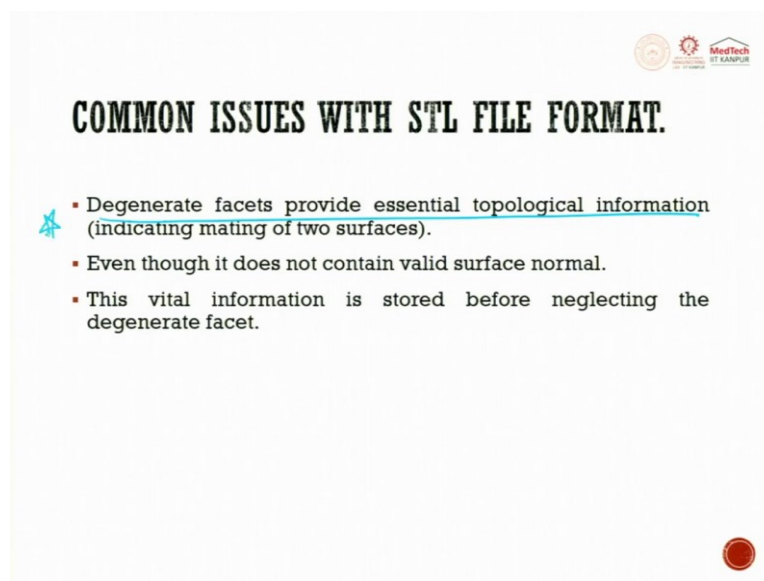 MedTech
IIT KANPUR
COMMON ISSUES WITH STL FILE FORMAT.
▪ Degenerate facets provide essential topological information
(indicating mating of two surfaces).
▪ Even though it does not contain valid surface normal.
▪ This vital information is stored before neglecting the
degenerate facet.